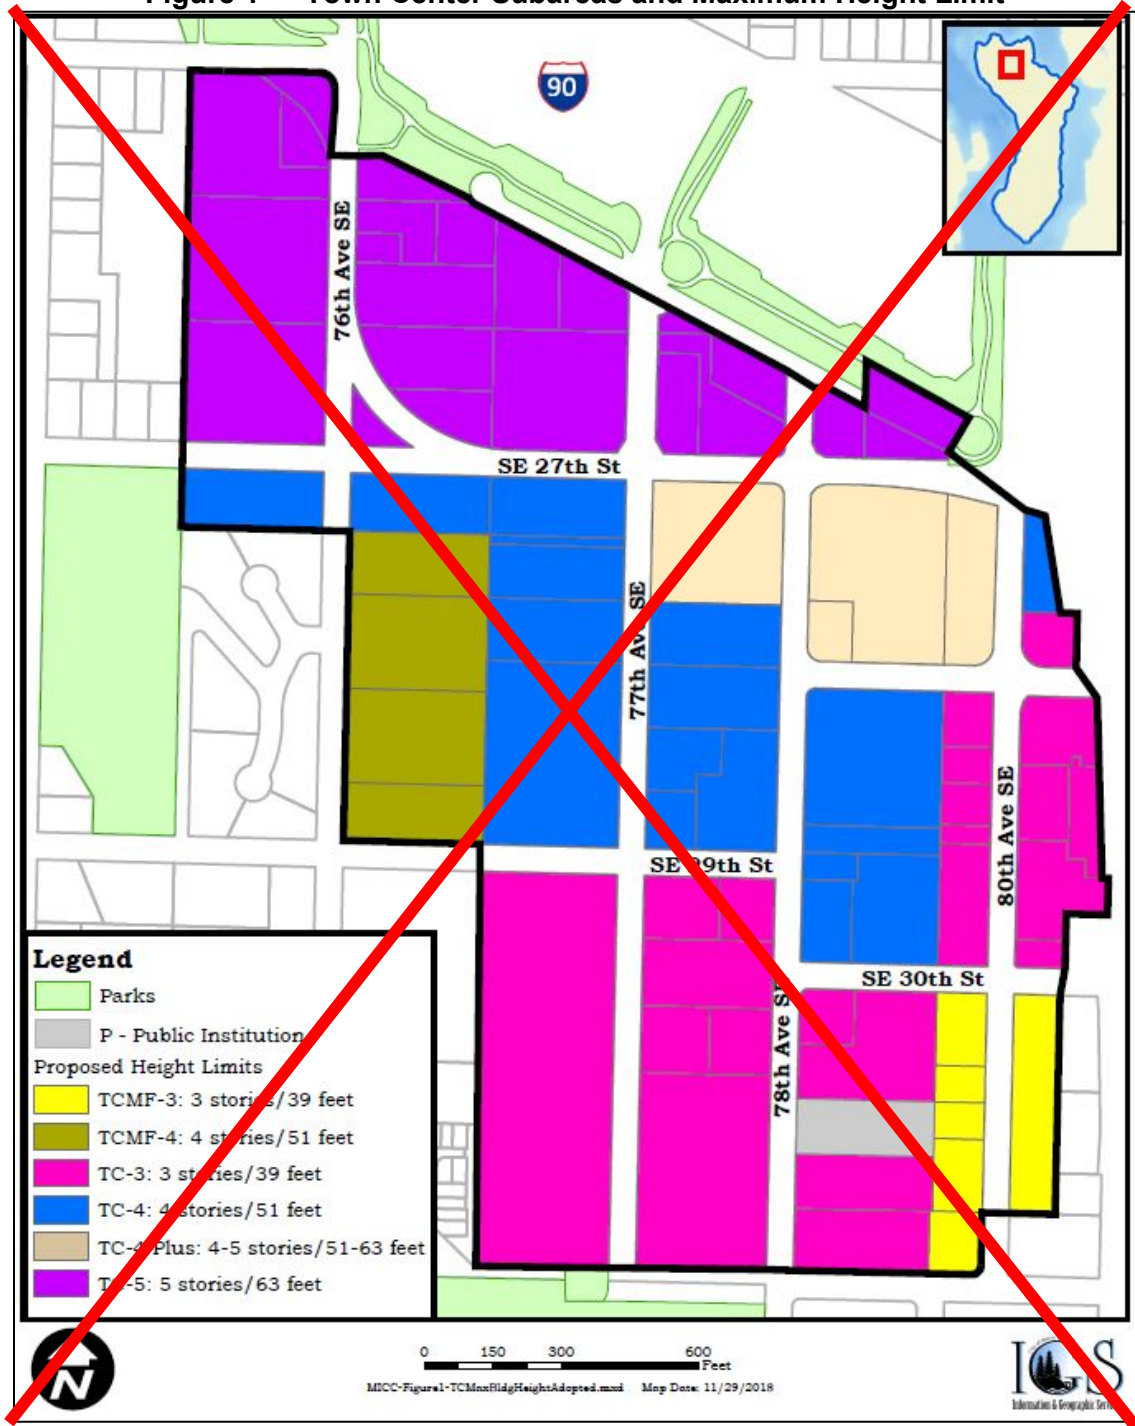 Figure 1 – Town Center Subareas and Maximum Height Limit
90
76th Ave SE
SE 27th St
77th Ave SE
SE 29th St
80th Ave SE
SE 30th St
78th Ave SE
Legend
Parks
P - Public Institution
Proposed Height Limits
TCMF-3: 3 stories/39 feet
TCMF-4: 4 stories/51 feet
TC-3: 3 stories/39 feet
TC-4: 4 stories/51 feet
TC-4 Plus: 4-5 stories/51-63 feet
TC-5: 5 stories/63 feet
N
0 150 300 600
Feet
MICC-Figure1-TCMaxBldgHeightAdopted.mxd Map Date: 11/29/2018
IGS
Information & Geographic